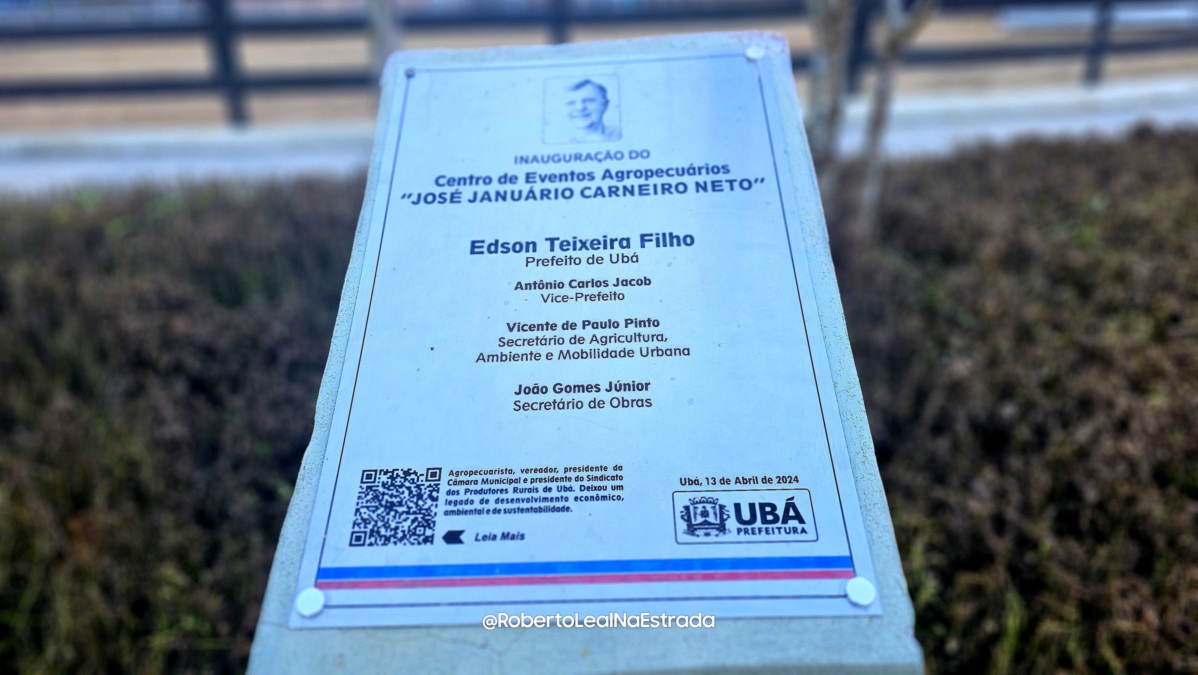 INAUGURAÇÃO DO
Centro de Eventos Agropecuários
"JOSÉ JANUÁRIO CARNEIRO NETO"
Edson Teixeira Filho
Prefeito de Ubá
Antônio Carlos Jacob
Vice-Prefeito
Vicente de Paulo Pinto
Secretário de Agricultura,
Ambiente e Mobilidade Urbana
João Gomes Júnior
Secretário de Obras
Agropecuarista, vereador, presidente da
Câmara Municipal e presidente do Sindicato
dos Produtores Rurais de Ubá. Deixou um
legado de desenvolvimento econômico,
ambiental e de sustentabilidade.
Leia Mais
Ubá, 13 de Abril de 2024
UBÁ
PREFEITURA
@RobertoLealNaEstrada